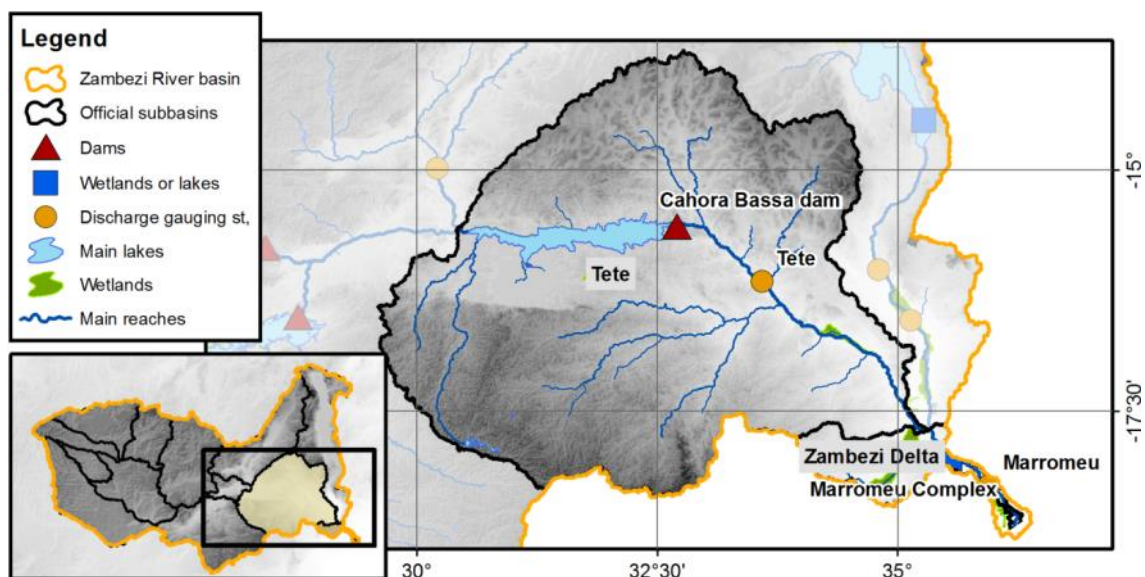 Legend
Zambezi River basin
Official subbasins
Dams
Wetlands or lakes
Discharge gauging st,
Main lakes
Wetlands
Main reaches
Cahora Bassa dam
Tete
Tete
Zambezi Delta
Marromeu
Marromeu Complex
-15°
-17°30
30°
32°30
35°